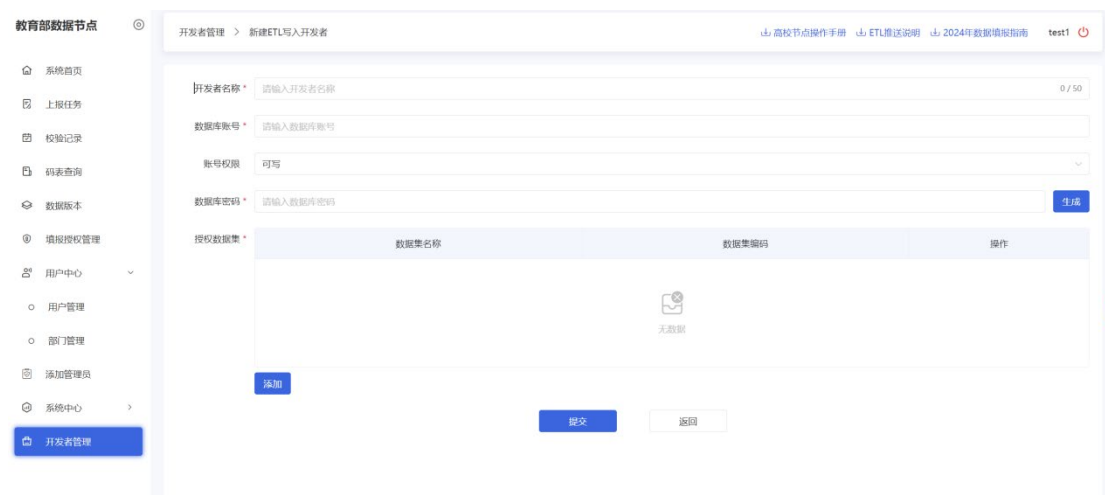 教育部数据节点
开发者管理 > 新建ETL写入开发者
高校节点操作手册 ETL推送说明 2024年数据填报指南 test1
系统首页
上报任务
校验记录
码表查询
数据版本
填报授权管理
用户中心
用户管理
部门管理
添加管理员
系统中心
开发者管理
开发者名称 * 请输入开发者名称 0 / 50
数据库账号 * 请输入数据库账号
账号权限 可写
数据库密码 * 请输入数据库密码 生成
授权数据集 * 数据集名称 数据集编码 操作
无数据
添加
提交 返回